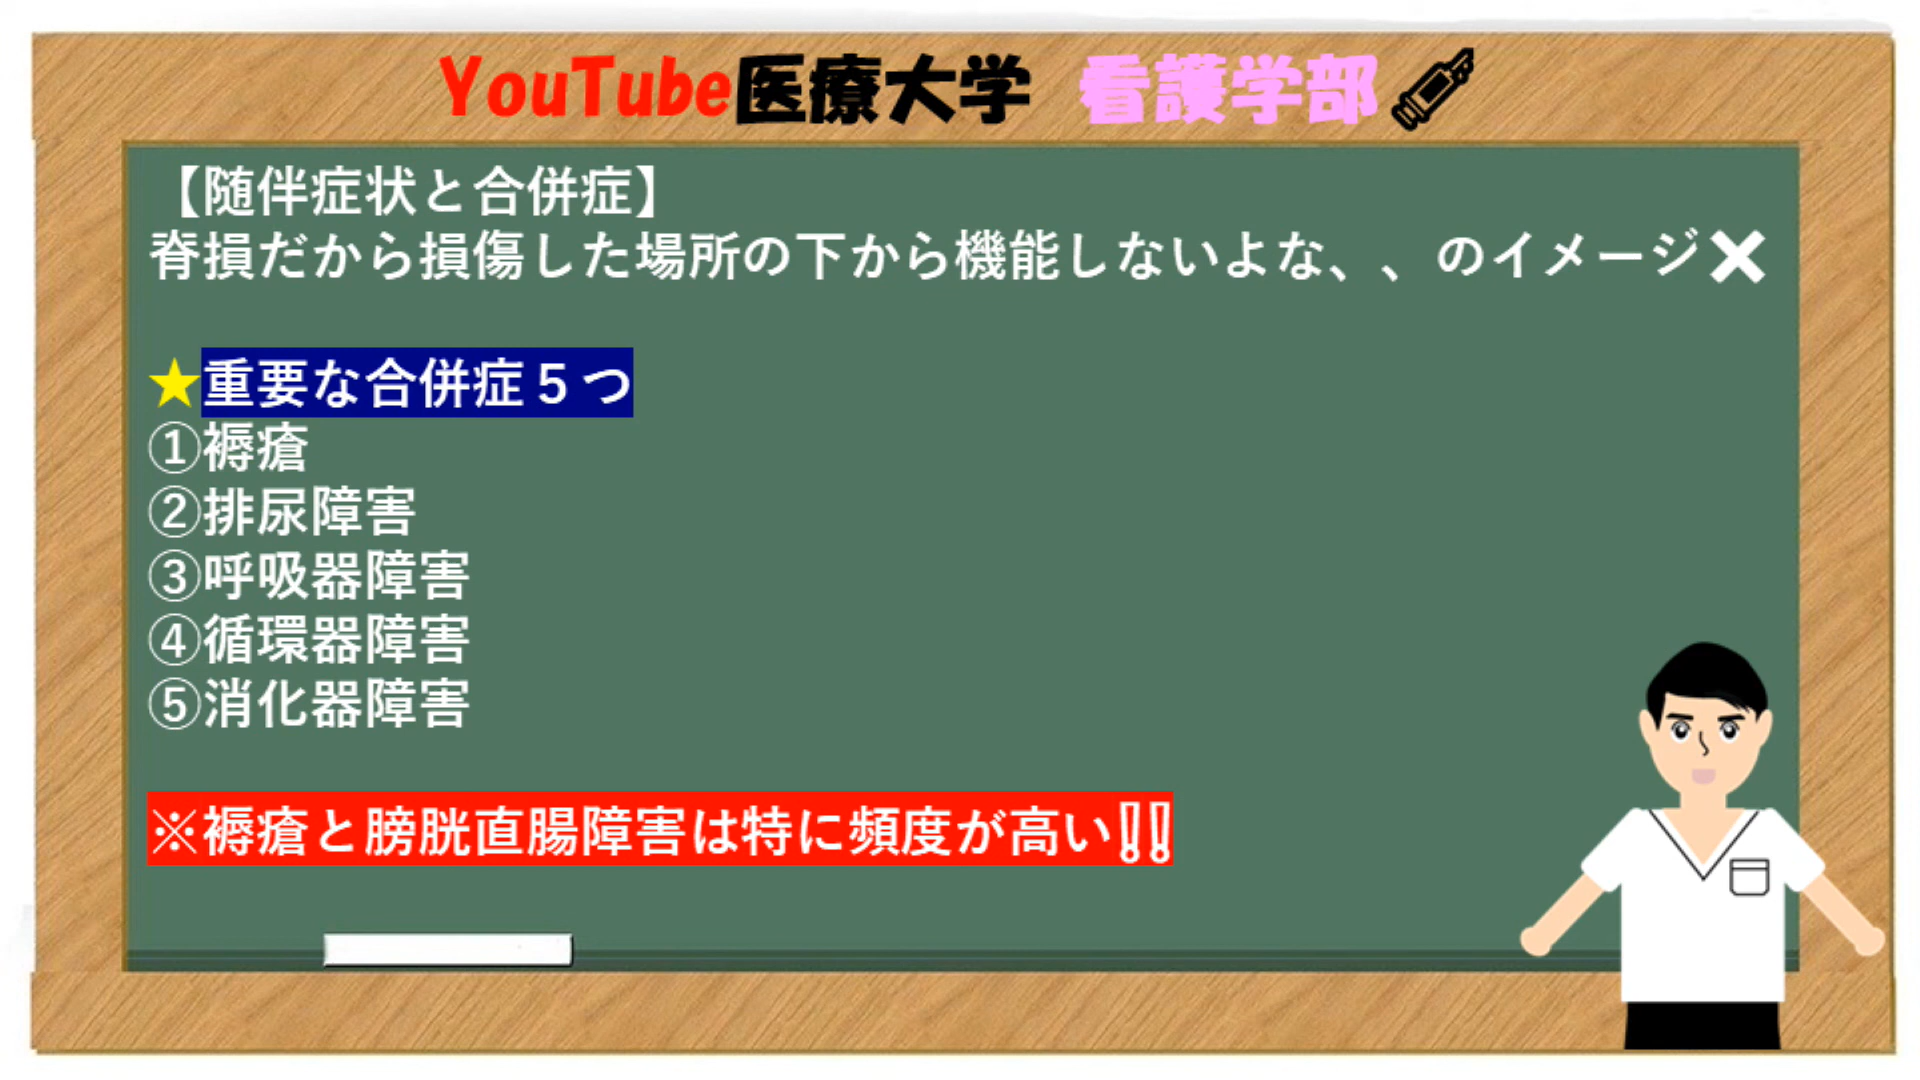 YouTube医療大学 看護学部
【随伴症状と合併症】
脊損だから損傷した場所の下から機能しないよな、、のイメージ✖
★重要な合併症５つ
①褥瘡
②排尿障害
③呼吸器障害
④循環器障害
⑤消化器障害
※褥瘡と膀胱直腸障害は特に頻度が高い‼